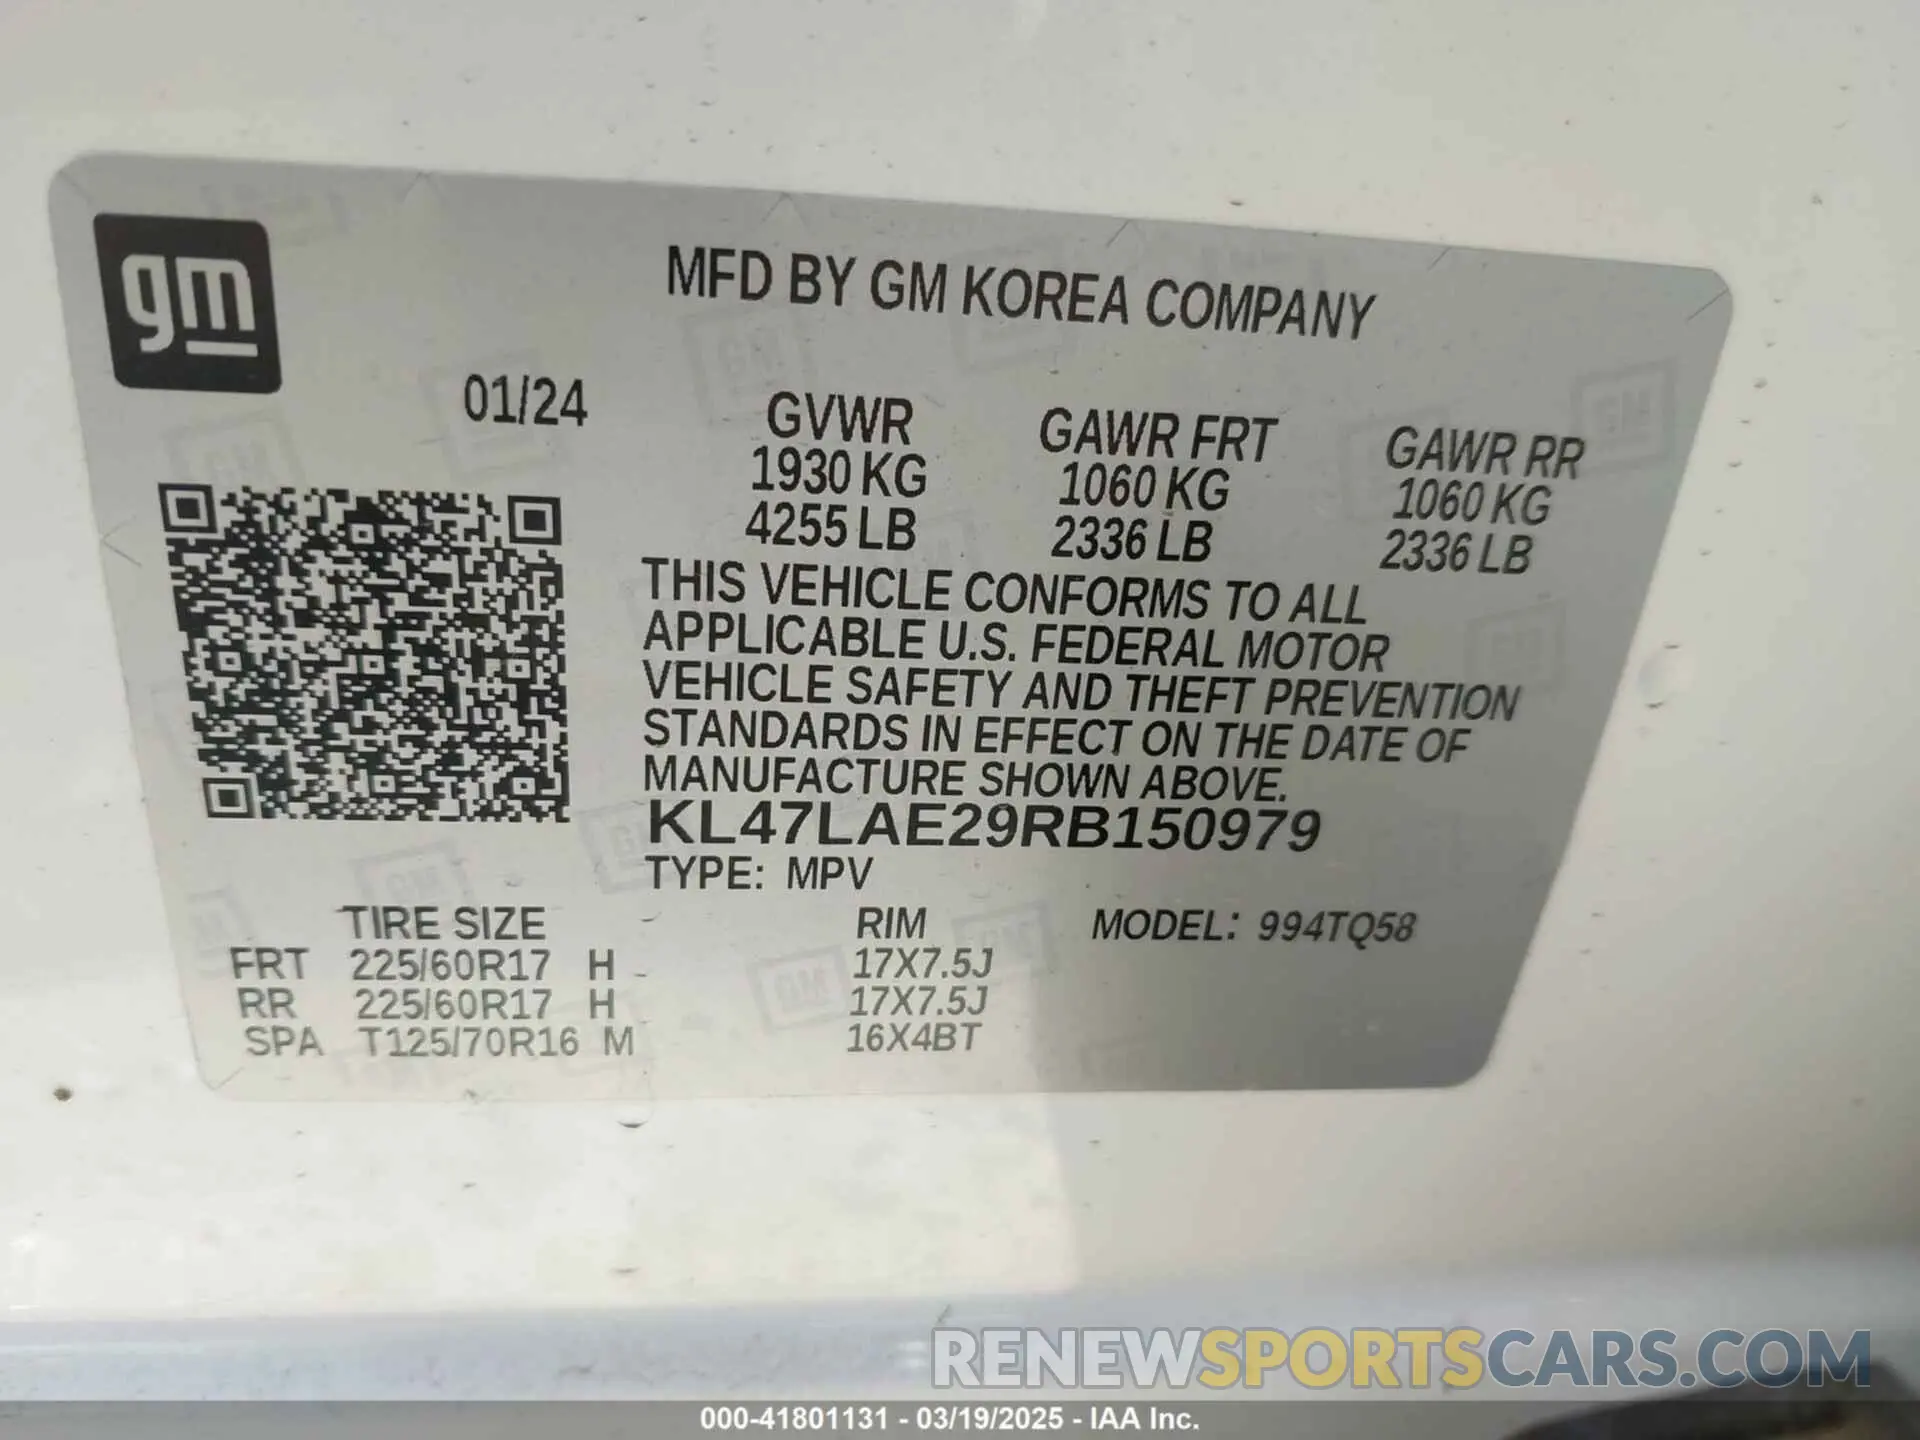 gm
MFD BY GM KOREA COMPANY
01/24
GVWR GAWR FRT GAWR RR
1930 KG 1060 KG 1060 KG
4255 LB 2336 LB 2336 LB
THIS VEHICLE CONFORMS TO ALL
APPLICABLE U.S. FEDERAL MOTOR
VEHICLE SAFETY AND THEFT PREVENTION
STANDARDS IN EFFECT ON THE DATE OF
MANUFACTURE SHOWN ABOVE.
KL47LAE29RB150979
TYPE: MPV
TIRE SIZE RIM MODEL: 994TQ58
FRT 225/60R17 H 17X7.5J
RR 225/60R17 H 17X7.5J
SPA T125/70R16 M 16X4BT
RENEWSPORTSCARS.COM
000-41801131 - 03/19/2025 - IAA Inc.